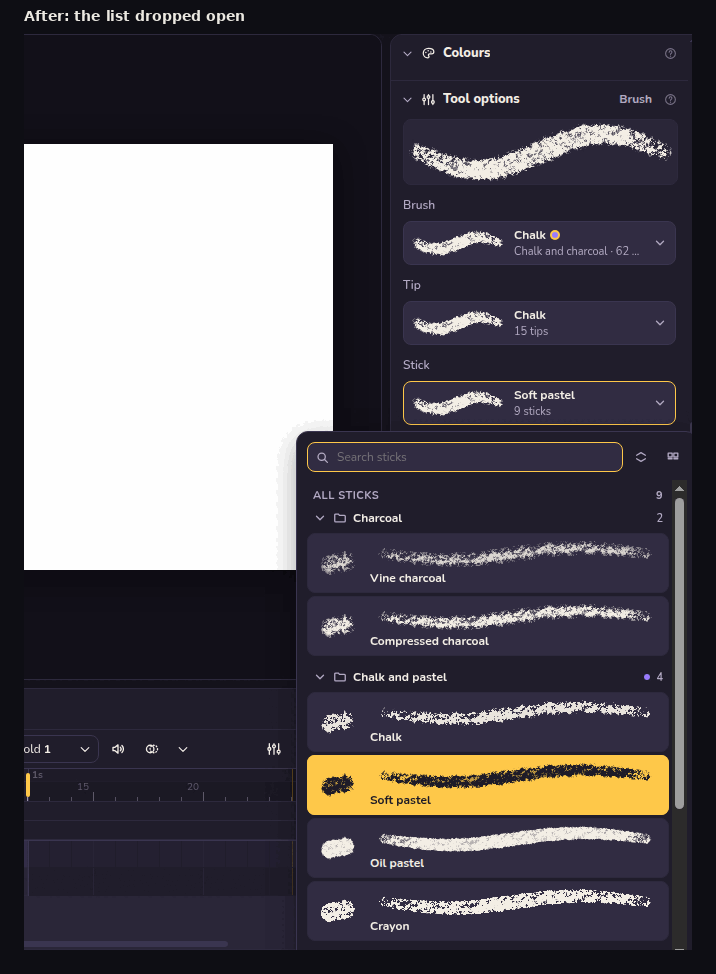 After: the list dropped open
Colours
Tool options Brush
Brush
Chalk
Chalk and charcoal · 62 ...
Tip
Chalk
15 tips
Stick
Soft pastel
9 sticks
Search sticks
ALL STICKS 9
Charcoal 2
Vine charcoal
Compressed charcoal
Chalk and pastel 4
Chalk
Soft pastel
Oil pastel
Crayon
old 1
1s
15 20